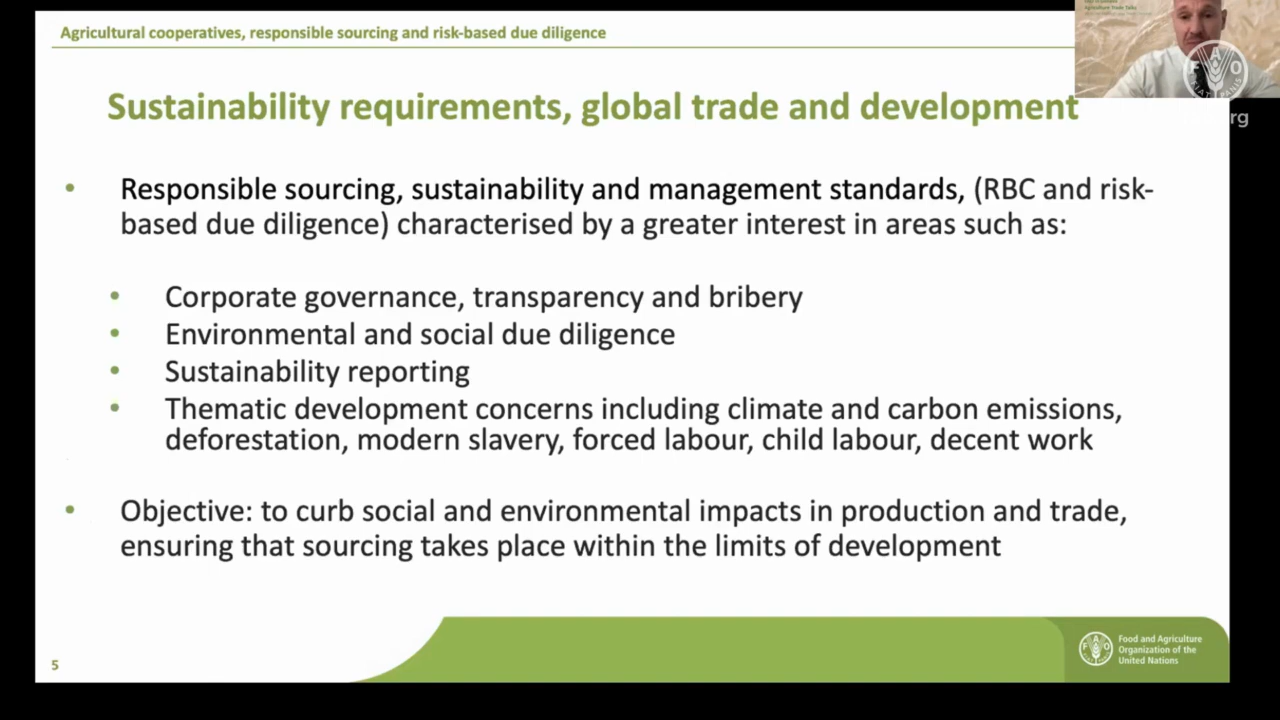 Agricultural cooperatives, responsible sourcing and risk-based due diligence
Agriculture Trade Talks
F A O
rg
Sustainability requirements, global trade and development
• Responsible sourcing, sustainability and management standards, (RBC and risk-
based due diligence) characterised by a greater interest in areas such as:
• Corporate governance, transparency and bribery
• Environmental and social due diligence
• Sustainability reporting
• Thematic development concerns including climate and carbon emissions,
deforestation, modern slavery, forced labour, child labour, decent work
• Objective: to curb social and environmental impacts in production and trade,
ensuring that sourcing takes place within the limits of development
5
Food and Agriculture
Organization of the
United Nations